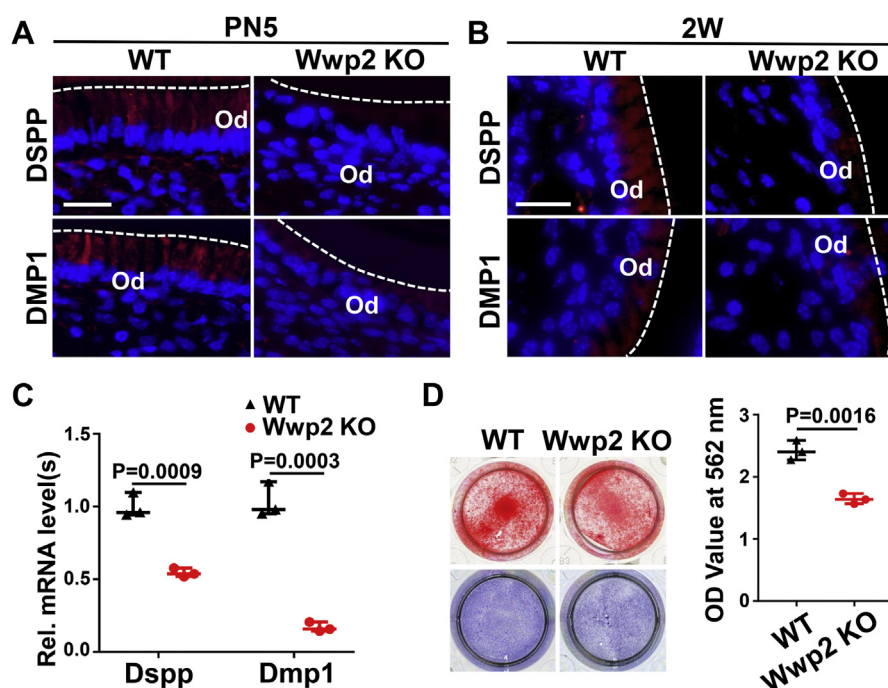 A
PN5
WT
Wwp2 KO
DSPP
Od
Od
DMP1
Od
Od
B
2W
WT
Wwp2 KO
DSPP
Od
Od
DMP1
Od
Od
C
WT
Wwp2 KO
Rel. mRNA level(s)
1.5
1.0
0.5
0.0
P=0.0009
P=0.0003
Dspp
Dmp1
D
WT
Wwp2 KO
OD Value at 562 nm
3
2
1
0
P=0.0016
WT
Wwp2 KO